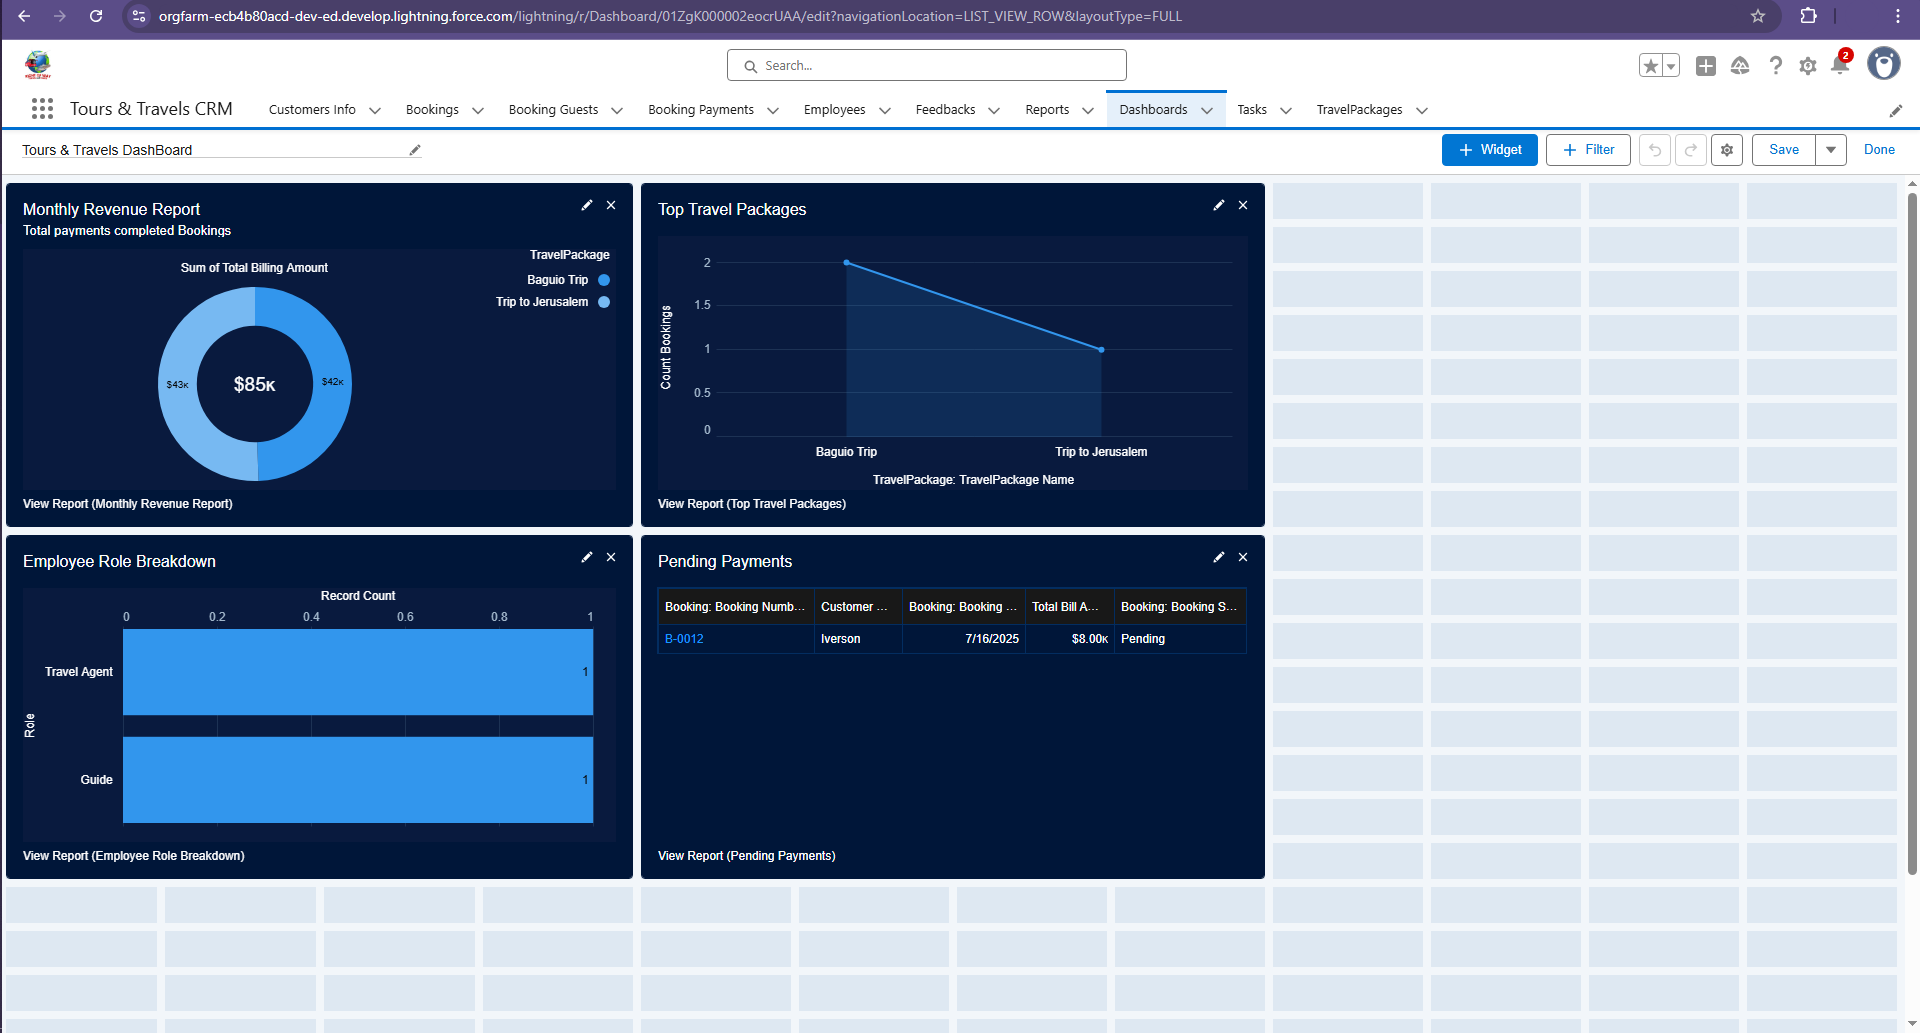 orgfarm-ecb4b80acd-dev-ed.develop.lightning.force.com/lightning/r/Dashboard/01ZgK000002eocrUAA/edit?navigationLocation=LIST_VIEW_ROW&layoutType=FULL
Search...
2
Tours & Travels CRM Customers Info Bookings Booking Guests Booking Payments Employees Feedbacks Reports Dashboards Tasks TravelPackages
Tours & Travels DashBoard Widget Filter Save Done
Monthly Revenue Report
Total payments completed Bookings
TravelPackage
Sum of Total Billing Amount
Baguio Trip
Trip to Jerusalem
$43K $85K $42K
View Report (Monthly Revenue Report)
Top Travel Packages
2
1.5
1
0.5
0
Count Bookings
Baguio Trip Trip to Jerusalem
TravelPackage: TravelPackage Name
View Report (Top Travel Packages)
Employee Role Breakdown
Record Count
0 0.2 0.4 0.6 0.8 1
Travel Agent 1
Role
Guide 1
View Report (Employee Role Breakdown)
Pending Payments
Booking: Booking Numb... Customer ... Booking: Booking ... Total Bill A... Booking: Booking S...
B-0012 Iverson 7/16/2025 $8.00K Pending
View Report (Pending Payments)